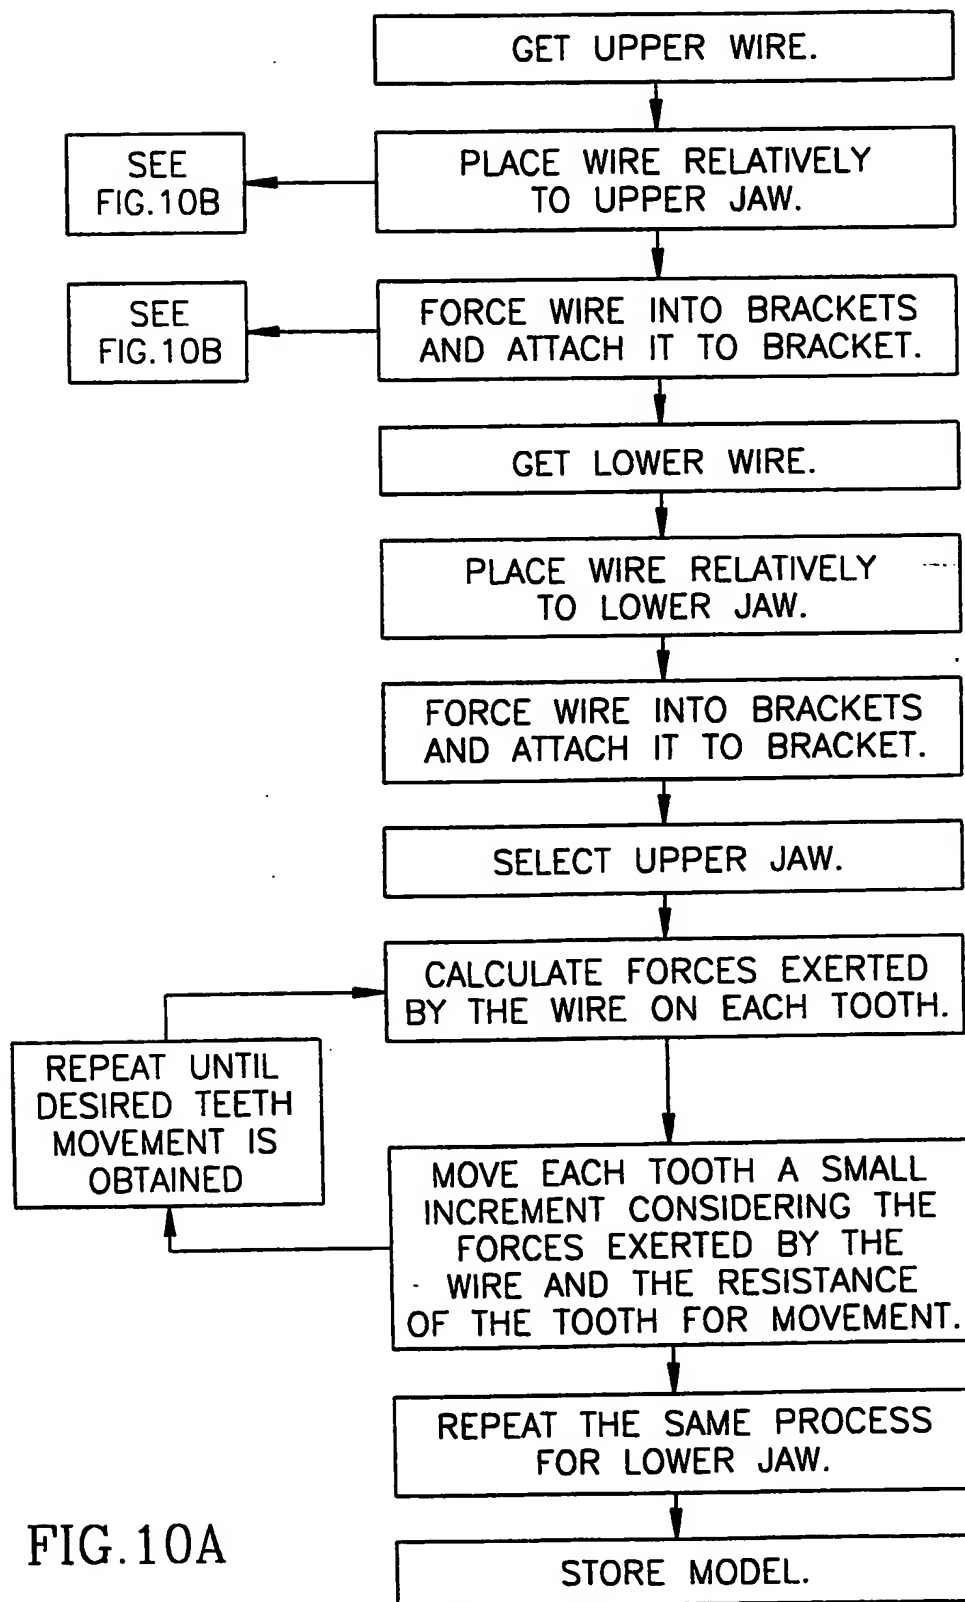 GET UPPER WIRE.
SEE
FIG.10B
PLACE WIRE RELATIVELY
TO UPPER JAW.
SEE
FIG.10B
FORCE WIRE INTO BRACKETS
AND ATTACH IT TO BRACKET.
GET LOWER WIRE.
PLACE WIRE RELATIVELY
TO LOWER JAW.
FORCE WIRE INTO BRACKETS
AND ATTACH IT TO BRACKET.
SELECT UPPER JAW.
CALCULATE FORCES EXERTED
BY THE WIRE ON EACH TOOTH.
REPEAT UNTIL
DESIRED TEETH
MOVEMENT IS
OBTAINED
MOVE EACH TOOTH A SMALL
INCREMENT CONSIDERING THE
FORCES EXERTED BY THE
WIRE AND THE RESISTANCE
OF THE TOOTH FOR MOVEMENT.
REPEAT THE SAME PROCESS
FOR LOWER JAW.
STORE MODEL.
FIG.10A